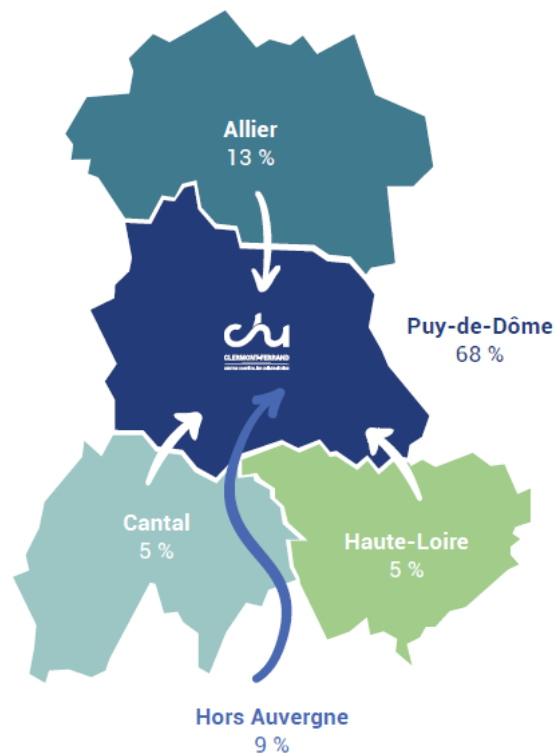 Allier
13 %
chu
CLERMONT-FERRAND
Puy-de-Dôme
68 %
Cantal
5 %
Haute-Loire
5 %
Hors Auvergne
9 %